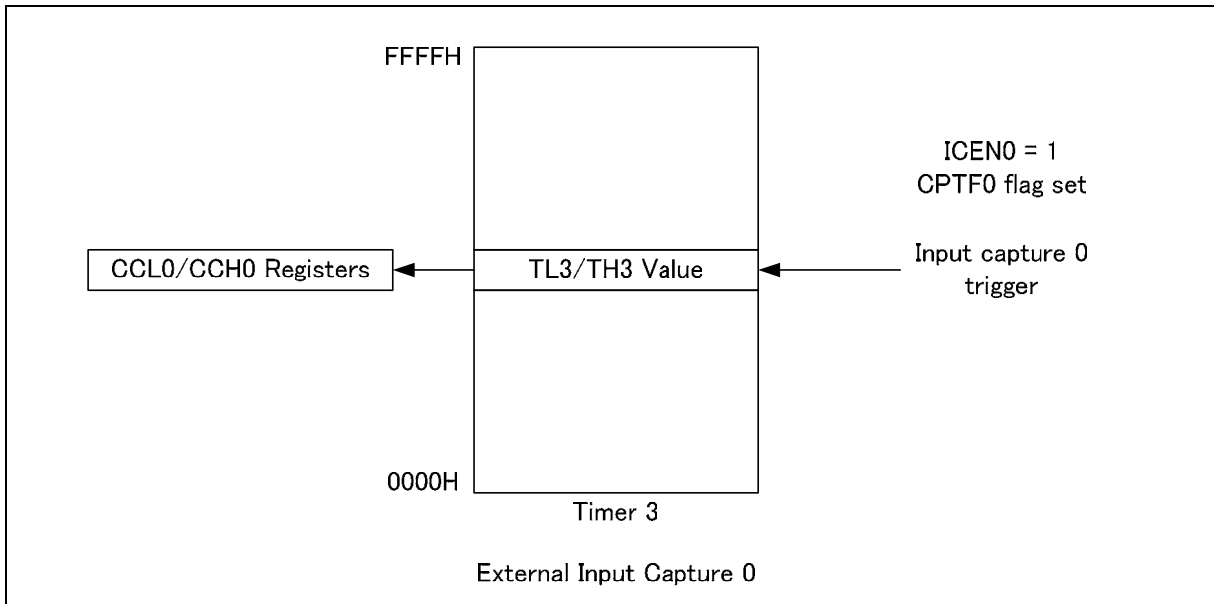 FFFFH
ICEN0 = 1
CPTF0 flag set
CCL0/CCH0 Registers
TL3/TH3 Value
Input capture 0
trigger
0000H
Timer 3
External Input Capture 0